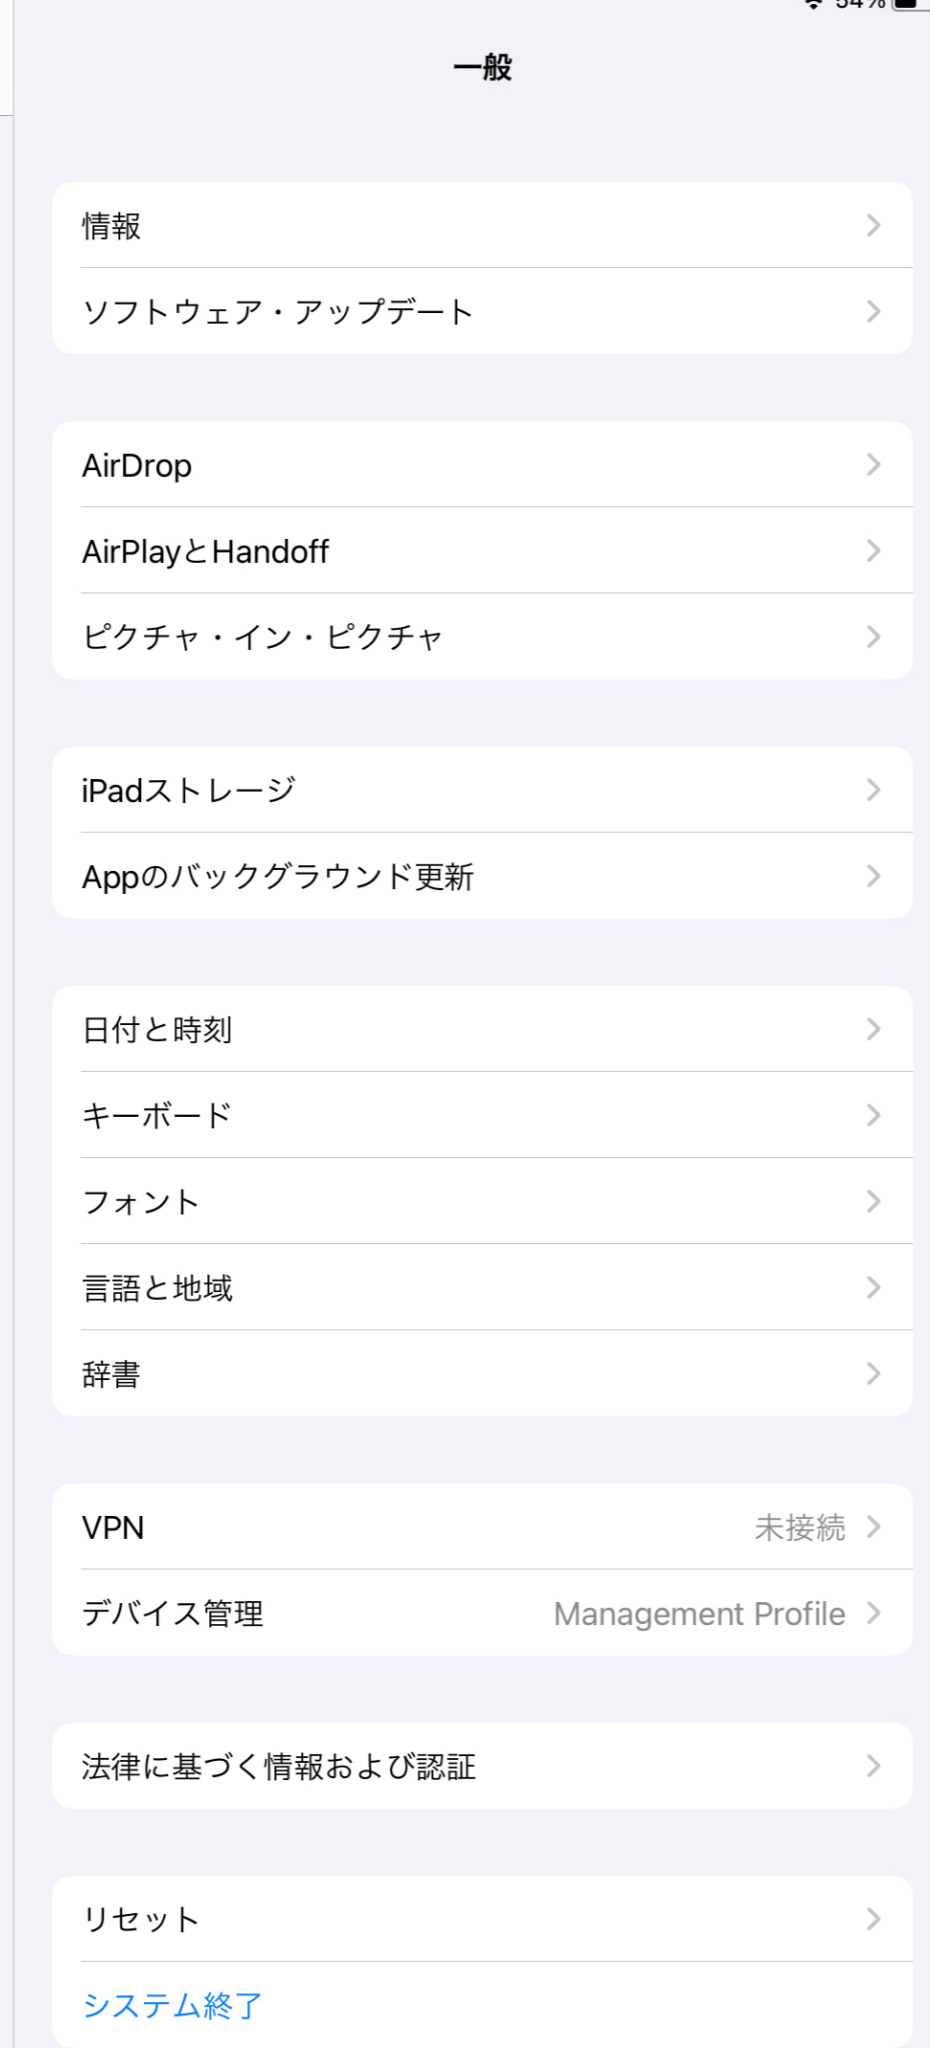 54%
一般
情報
ソフトウェア・アップデート
AirDrop
AirPlayとHandoff
ピクチャ・イン・ピクチャ
iPadストレージ
Appのバックグラウンド更新
日付と時刻
キーボード
フォント
言語と地域
辞書
VPN 未接続
デバイス管理 Management Profile
法律に基づく情報および認証
リセット
システム終了